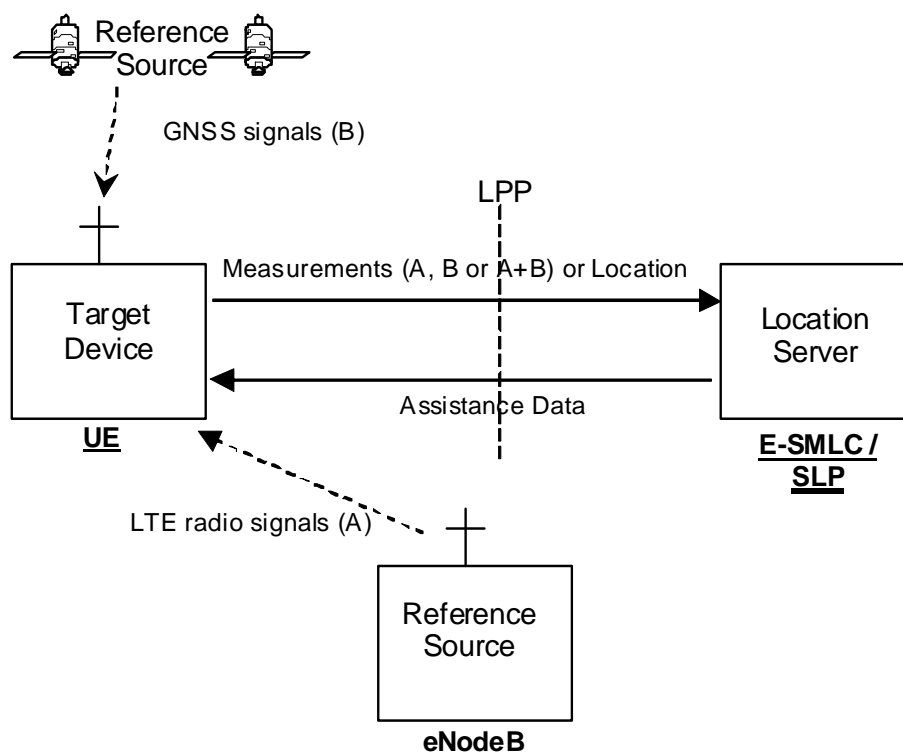 Reference
Source
GNSS signals (B)
LPP
Measurements (A, B or A+B) or Location
Target
Device
Location
Server
Assistance Data
UE
E-SMLC /
SLP
LTE radio signals (A)
Reference
Source
eNodeB